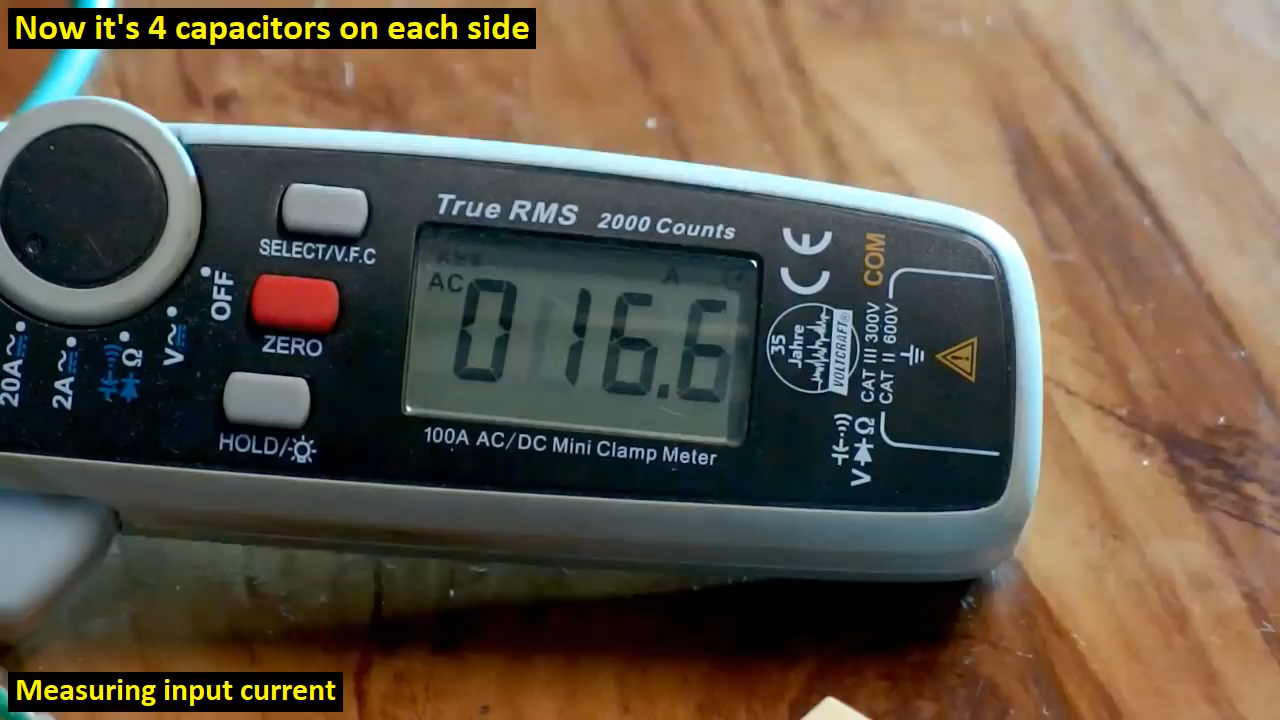 Now it's 4 capacitors on each side
True RMS 2000 Counts
SELECT/V.F.C
OFF
ZERO
HOLD/
20A
2A
Ω
V
AC 016.6
A
100A AC/DC Mini Clamp Meter
CE
COM
35
Jahre
VOLTCRAFT®
CAT III 300V
CAT II 600V
V Ω
Measuring input current